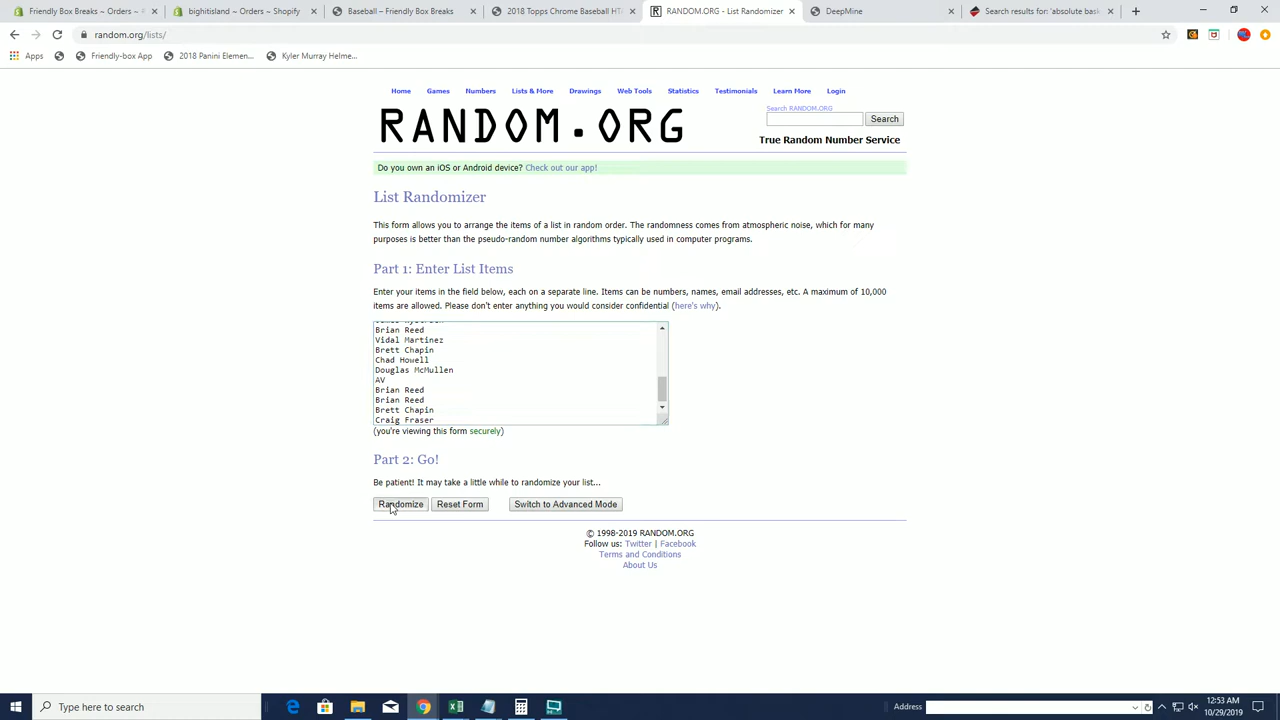 Friendly Box Breaks ~ Orders ~
bighitisland ~ Orders ~ Shopify
Baseball – Friendly Box Breaks
2018 Topps Chrome Baseball HT
RANDOM.ORG - List Randomizer
DeepMine
Search results for: 'absolute bask
random.org/lists/
Apps
Friendly-box App
2018 Panini Elemen...
Kyler Murray Helme...
Home Games Numbers Lists & More Drawings Web Tools Statistics Testimonials Learn More Login
RANDOM.ORG
Search RANDOM.ORG
Search
True Random Number Service
Do you own an iOS or Android device? Check out our app!
List Randomizer
This form allows you to arrange the items of a list in random order. The randomness comes from atmospheric noise, which for many
purposes is better than the pseudo-random number algorithms typically used in computer programs.
Part 1: Enter List Items
Enter your items in the field below, each on a separate line. Items can be numbers, names, email addresses, etc. A maximum of 10,000
items are allowed. Please don't enter anything you would consider confidential (here's why).
Brian Reed
Vidal Martinez
Brett Chapin
Chad Howell
Douglas McMullen
AV
Brian Reed
Brian Reed
Brett Chapin
Craig Fraser
(you're viewing this form securely)
Part 2: Go!
Be patient! It may take a little while to randomize your list...
Randomize Reset Form Switch to Advanced Mode
© 1998-2019 RANDOM.ORG
Follow us: Twitter | Facebook
Terms and Conditions
About Us
Type here to search
Address
12:53 AM
10/29/2019